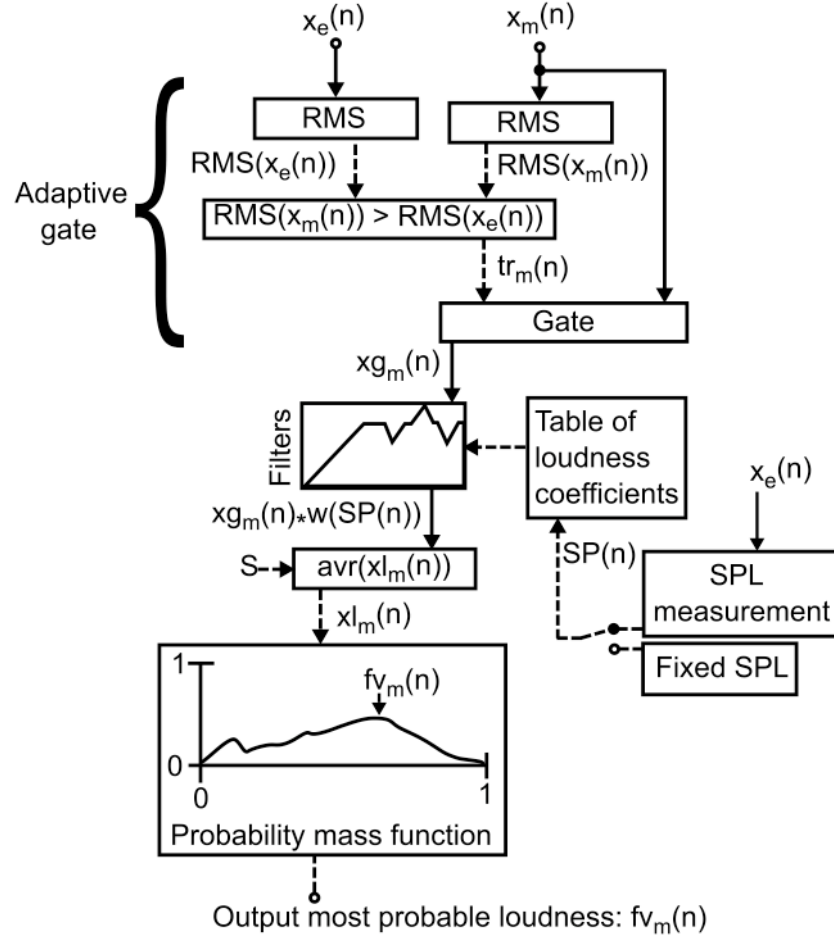 xₑ(n)
xₘ(n)
RMS
RMS
RMS(xₑ(n))
RMS(xₘ(n))
Adaptive
gate
RMS(xₘ(n)) > RMS(xₑ(n))
trₘ(n)
Gate
xgₘ(n)
Filters
Table of
loudness
coefficients
xₑ(n)
xgₘ(n)*w(SP(n))
SP(n)
S
avr(xlₘ(n))
SPL
measurement
xlₘ(n)
Fixed SPL
1
fvₘ(n)
0
0
1
Probability mass function
Output most probable loudness: fvₘ(n)